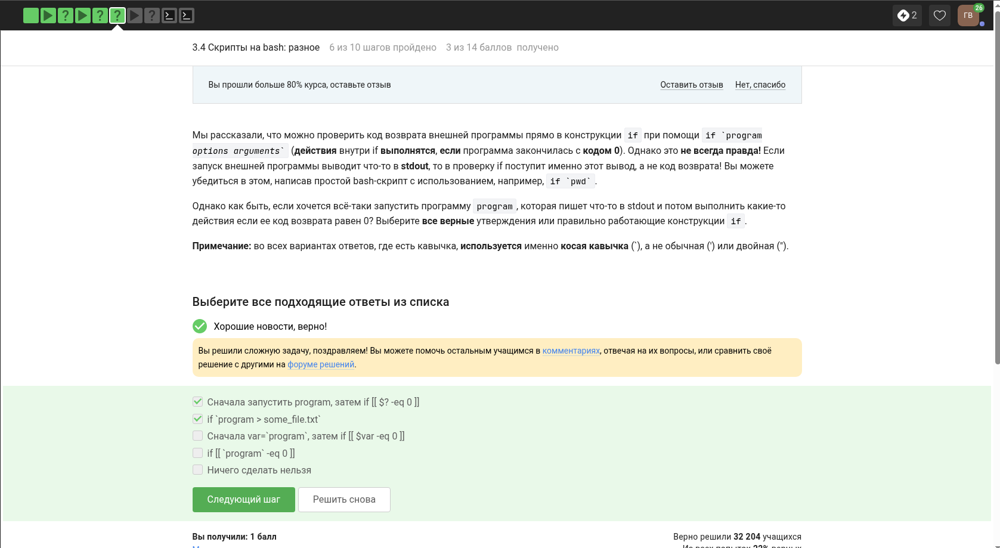 2
ГВ
26
3.4 Скрипты на bash: разное 6 из 10 шагов пройдено 3 из 14 баллов получено
Вы прошли больше 80% курса, оставьте отзыв Оставить отзыв Нет, спасибо
Мы рассказали, что можно проверить код возврата внешней программы прямо в конструкции if при помощи if `program
options arguments` (действия внутри if выполнятся, если программа закончилась с кодом 0). Однако это не всегда правда! Если
запуск внешней программы выводит что-то в stdout, то в проверку if поступит именно этот вывод, а не код возврата! Вы можете
убедиться в этом, написав простой bash-скрипт с использованием, например, if `pwd`.
Однако как быть, если хочется всё-таки запустить программу program, которая пишет что-то в stdout и потом выполнить какие-то
действия если ее код возврата равен 0? Выберите все верные утверждения или правильно работающие конструкции if.
Примечание: во всех вариантах ответов, где есть кавычка, используется именно косая кавычка (`), а не обычная (') или двойная (").
Выберите все подходящие ответы из списка
Хорошие новости, верно!
Вы решили сложную задачу, поздравляем! Вы можете помочь остальным учащимся в комментариях, отвечая на их вопросы, или сравнить своё
решение с другими на форуме решений.
Сначала запустить program, затем if [[ $? -eq 0 ]]
if `program > some_file.txt`
Сначала var=`program`, затем if [[ $var -eq 0 ]]
if [[ `program` -eq 0 ]]
Ничего сделать нельзя
Следующий шаг Решить снова
Вы получили: 1 балл Верно решили 32 204 учащихся
Из всех попыток 22% верных